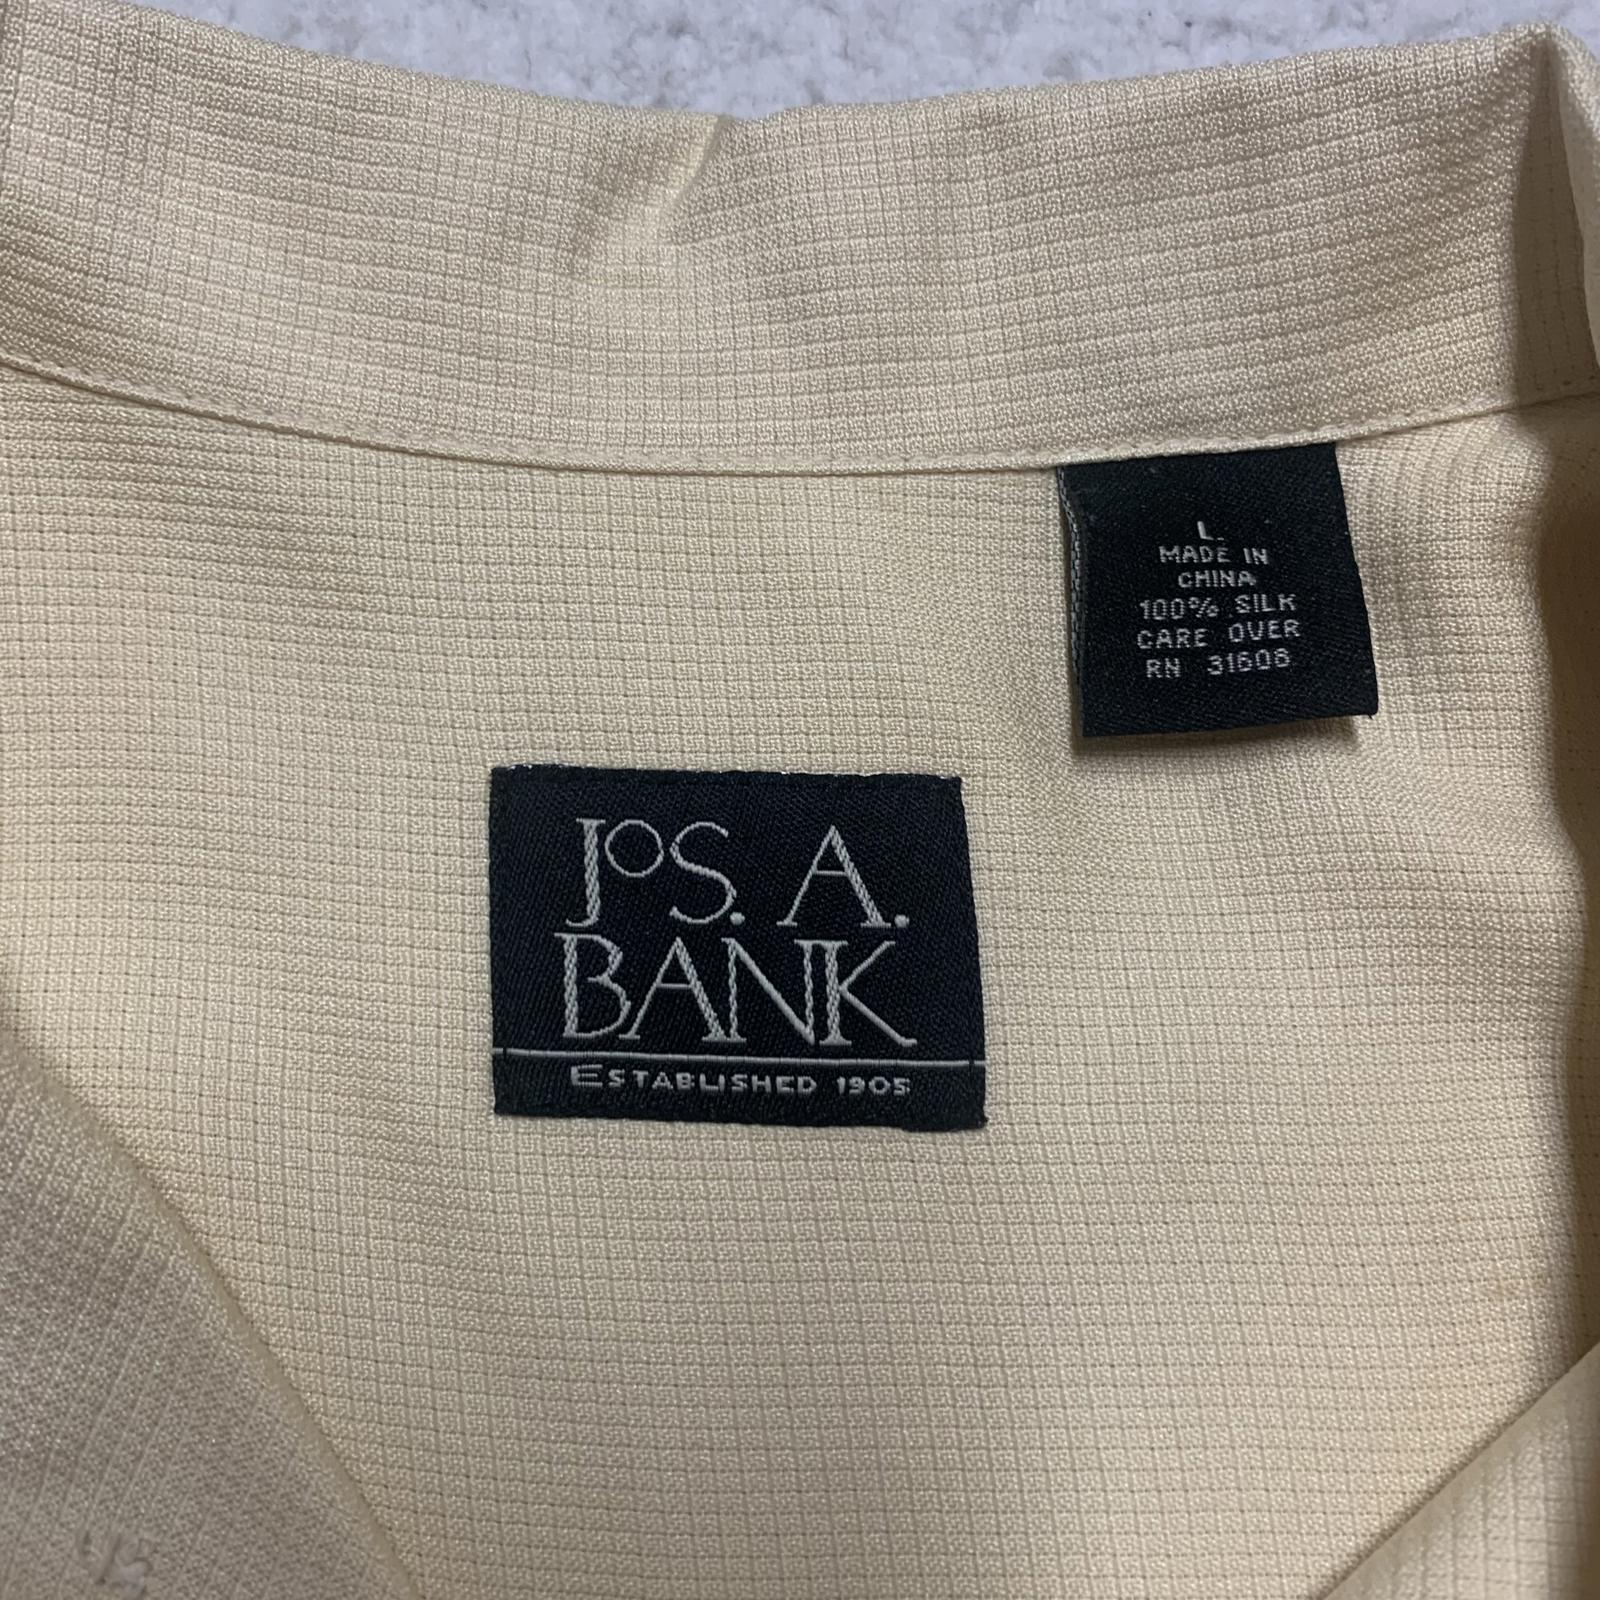 L
MADE IN
CHINA
100% SILK
CARE OVER
RN 31608
JoS. A.
BANK
ESTABLISHED 1905